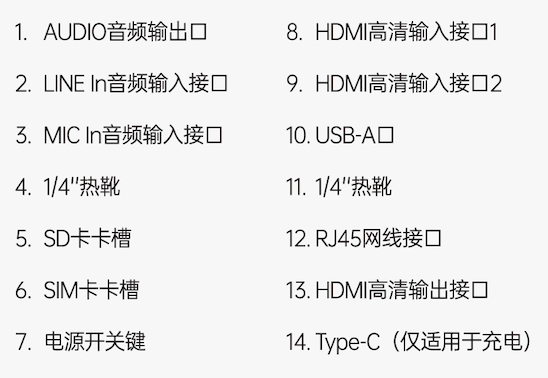 1. AUDIO音频输出口
2. LINE In音频输入接口
3. MIC In音频输入接口
4. 1/4"热靴
5. SD卡卡槽
6. SIM卡卡槽
7. 电源开关键
8. HDMI高清输入接口1
9. HDMI高清输入接口2
10. USB-A口
11. 1/4"热靴
12. RJ45网线接口
13. HDMI高清输出接口
14. Type-C（仅适用于充电）